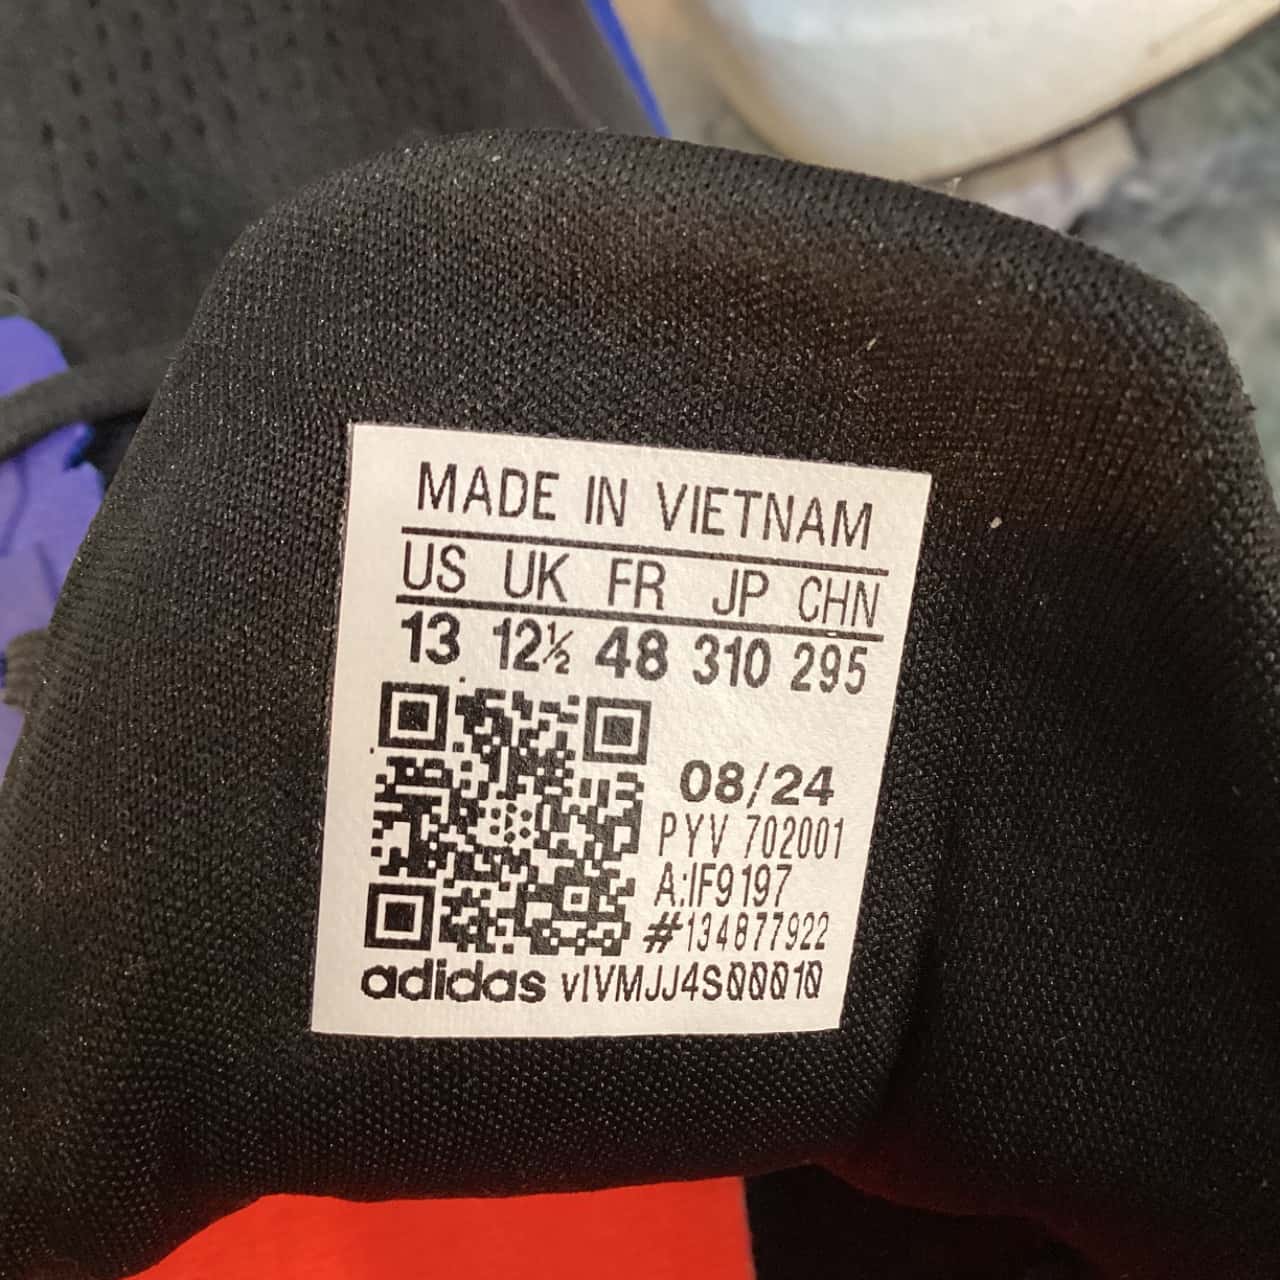 MADE IN VIETNAM
US UK FR JP CHN
13 12½ 48 310 295
08/24
PYV 702001
A:IF9197
#134877922
adidas vIVMJJ4S00010